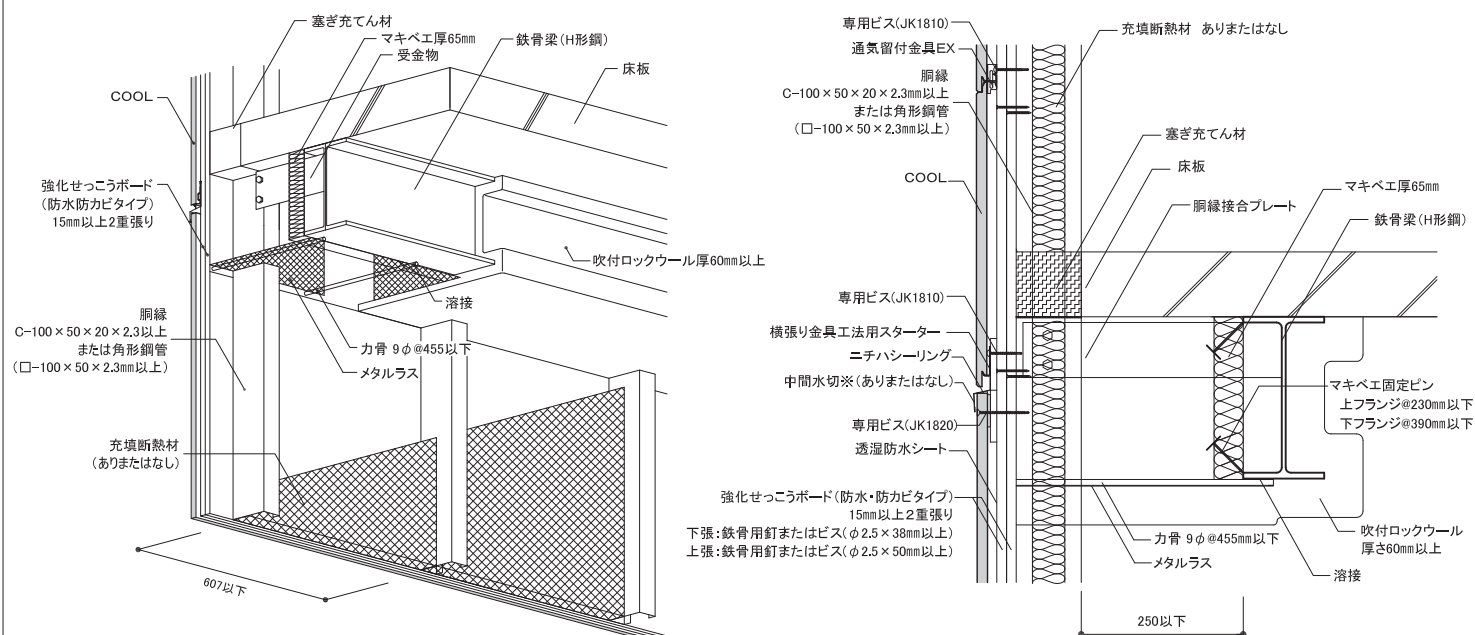 塞ぎ充てん材
マキベエ厚65mm
受金物
鉄骨梁(H形鋼)
床板
COOL
強化せっこうボード
(防水防カビタイプ)
15mm以上2重張り
吹付ロックウール厚60mm以上
溶接
胴縁
C-100×50×20×2.3以上
または角形鋼管
(□-100×50×2.3mm以上)
力骨 9φ@455以下
メタルラス
充填断熱材
(ありまたはなし)
607以下
専用ビス(JK1810)
通気留付金具EX
胴縁
C-100×50×20×2.3mm以上
または角形鋼管
(□-100×50×2.3mm以上)
COOL
充填断熱材 ありまたはなし
塞ぎ充てん材
床板
マキベエ厚65mm
胴縁接合プレート
鉄骨梁(H形鋼)
専用ビス(JK1810)
横張り金具工法用スターター
ニチハシーリング
中間水切※(ありまたはなし)
専用ビス(JK1820)
透湿防水シート
マキベエ固定ピン
上フランジ@230mm以下
下フランジ@390mm以下
強化せっこうボード(防水・防カビタイプ)
15mm以上2重張り
下張:鉄骨用釘またはビス(φ2.5×38mm以上)
上張:鉄骨用釘またはビス(φ2.5×50mm以上)
力骨 9φ@455mm以下
メタルラス
吹付ロックウール
厚さ60mm以上
溶接
250以下